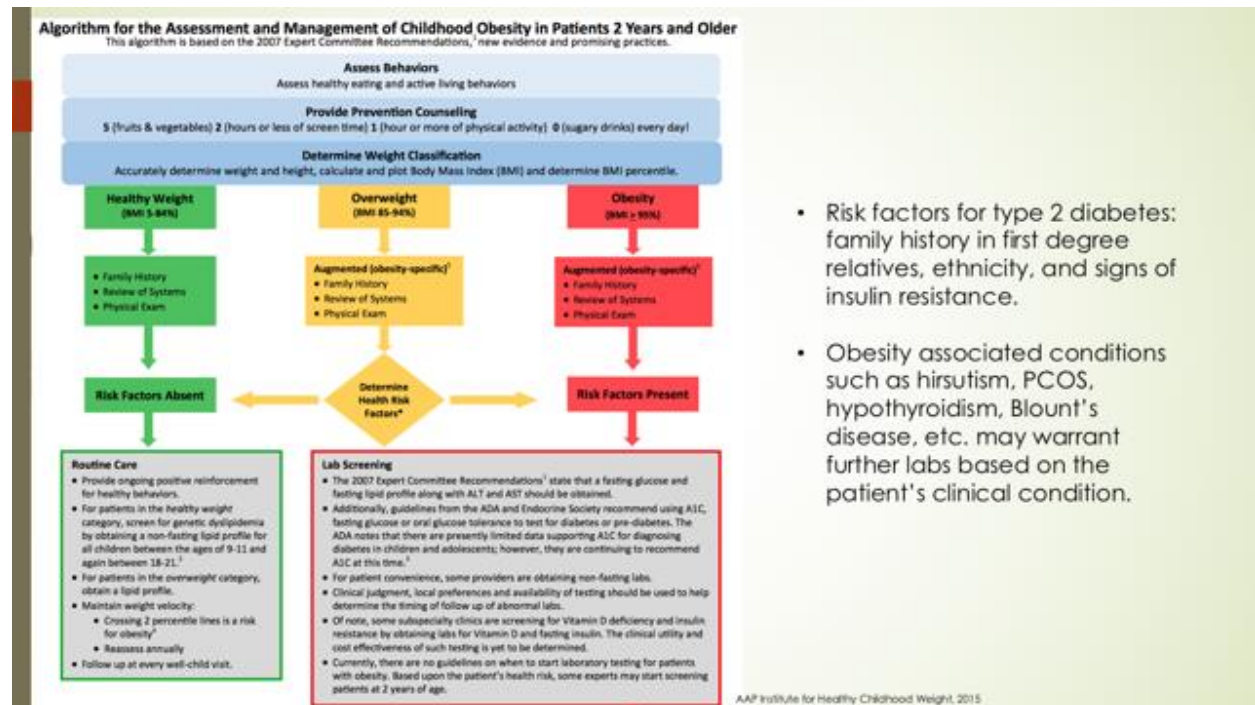 Algorithm for the Assessment and Management of Childhood Obesity in Patients 2 Years and Older
This algorithm is based on the 2007 Expert Committee Recommendations,¹ new evidence and promising practices.
Assess Behaviors
Assess healthy eating and active living behaviors
Provide Prevention Counseling
5 (fruits & vegetables) 2 (hours or less of screen time) 1 (hour or more of physical activity) 0 (sugary drinks) every day!
Determine Weight Classification
Accurately determine weight and height, calculate and plot Body Mass Index (BMI) and determine BMI percentile.
Healthy Weight
(BMI 5-84%)
• Family History
• Review of Systems
• Physical Exam
Risk Factors Absent
Overweight
(BMI 85-94%)
Augmented (obesity-specific)
• Family History
• Review of Systems
• Physical Exam
Determine
Health Risk
Factors*
Obesity
(BMI ≥ 95%)
Augmented (obesity-specific)
• Family History
• Review of Systems
• Physical Exam
Risk Factors Present
Routine Care
• Provide ongoing positive reinforcement
for healthy behaviors.
• For patients in the healthy weight
category, screen for genetic dyslipidemia
by obtaining a non-fasting lipid profile for
all children between the ages of 9-11 and
again between 18-21.
• For patients in the overweight category,
obtain a lipid profile.
• Maintain weight velocity:
• Crossing 2 percentile lines is a risk
for obesity
• Reassess annually
• Follow up at every well-child visit.
Lab Screening
• The 2007 Expert Committee Recommendations¹ state that a fasting glucose and
fasting lipid profile along with ALT and AST should be obtained.
• Additionally, guidelines from the ADA and Endocrine Society recommend using A1C,
fasting glucose or oral glucose tolerance to test for diabetes or pre-diabetes. The
ADA notes that there are presently limited data supporting A1C for diagnosing
diabetes in children and adolescents; however, they are continuing to recommend
A1C at this time.
• For patient convenience, some providers are obtaining non-fasting labs.
• Clinical judgment, local preferences and availability of testing should be used to help
determine the timing of follow up of abnormal labs.
• Of note, some subspecialty clinics are screening for Vitamin D deficiency and insulin
resistance by obtaining labs for Vitamin D and fasting insulin. The clinical utility and
cost effectiveness of such testing is yet to be determined.
• Currently, there are no guidelines on when to start laboratory testing for patients
with obesity. Based upon the patient's health risk, some experts may start screening
patients at 2 years of age.
• Risk factors for type 2 diabetes:
family history in first degree
relatives, ethnicity, and signs of
insulin resistance.
• Obesity associated conditions
such as hirsutism, PCOS,
hypothyroidism, Blount's
disease, etc. may warrant
further labs based on the
patient's clinical condition.
AAP Institute for Healthy Childhood Weight, 2015